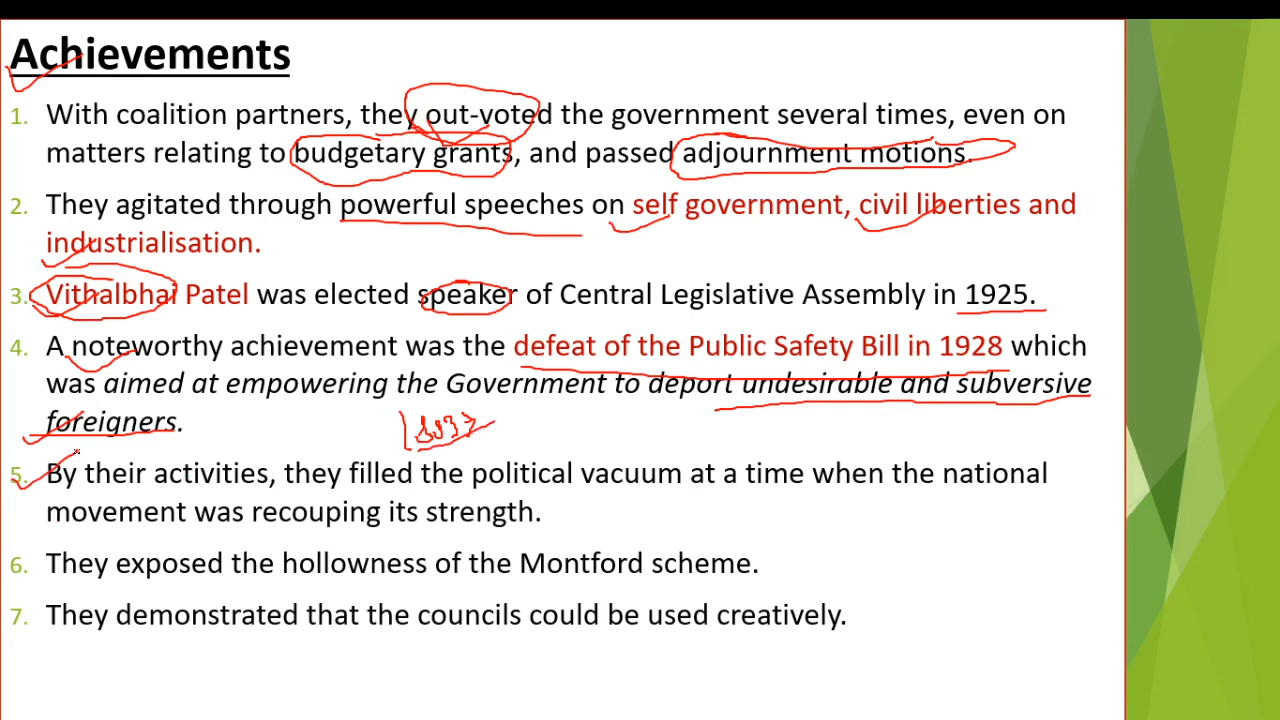 Achievements
1. With coalition partners, they out-voted the government several times, even on
matters relating to budgetary grants, and passed adjournment motions.
2. They agitated through powerful speeches on self government, civil liberties and
industrialisation.
3. Vithalbhai Patel was elected speaker of Central Legislative Assembly in 1925.
4. A noteworthy achievement was the defeat of the Public Safety Bill in 1928 which
was aimed at empowering the Government to deport undesirable and subversive
foreigners.
5. By their activities, they filled the political vacuum at a time when the national
movement was recouping its strength.
6. They exposed the hollowness of the Montford scheme.
7. They demonstrated that the councils could be used creatively.